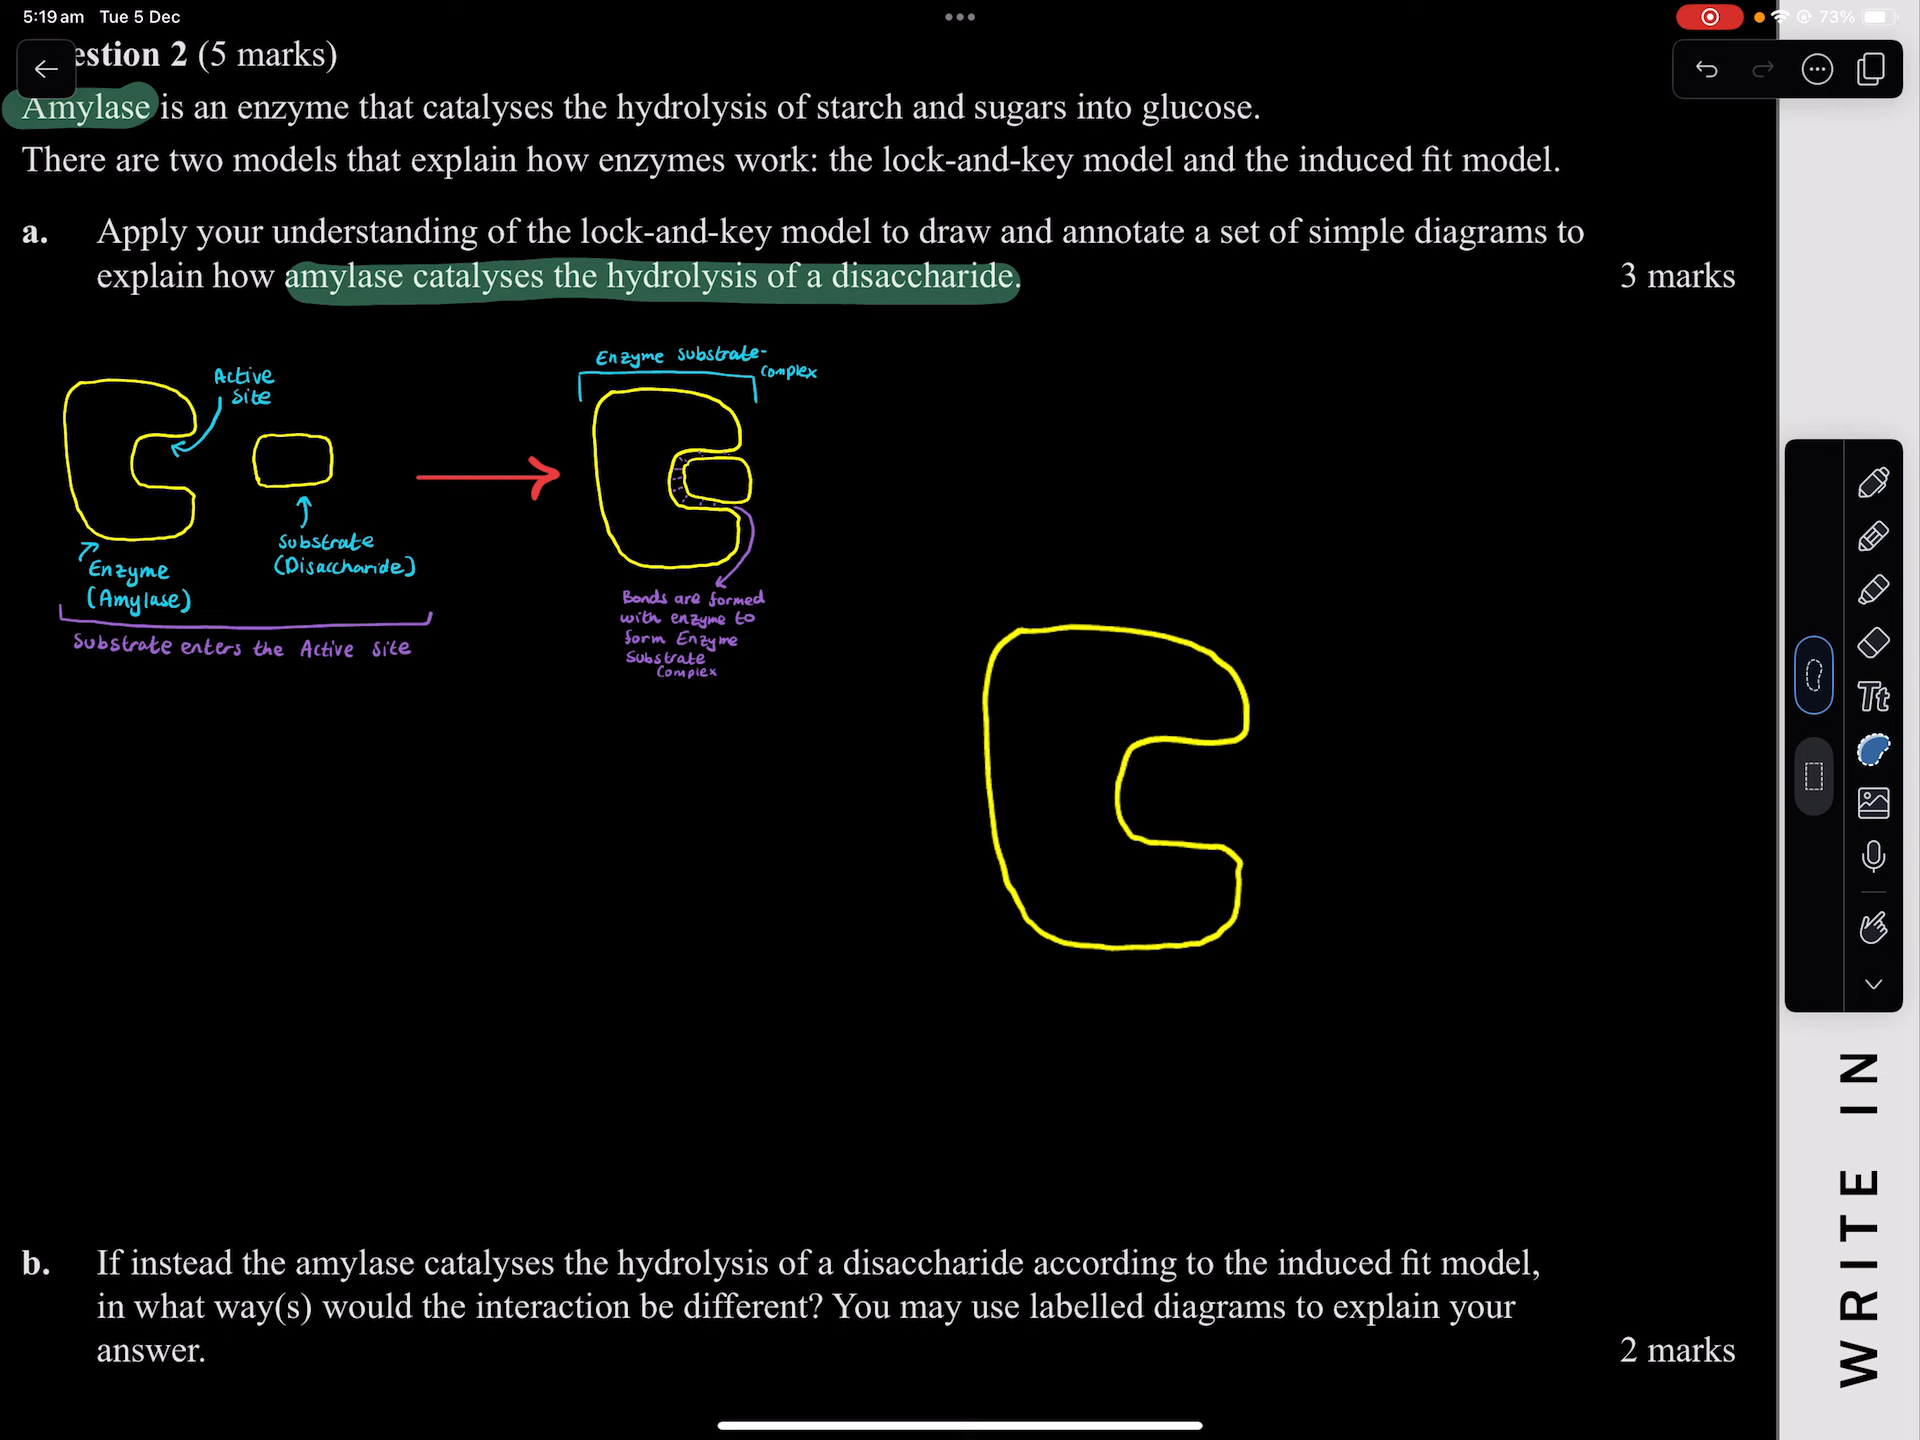 5:19 am Tue 5 Dec
73%
estion 2 (5 marks)
Amylase is an enzyme that catalyses the hydrolysis of starch and sugars into glucose.
There are two models that explain how enzymes work: the lock-and-key model and the induced fit model.
a. Apply your understanding of the lock-and-key model to draw and annotate a set of simple diagrams to
explain how amylase catalyses the hydrolysis of a disaccharide.
3 marks
Active
Site
Enzyme
(Amylase)
Substrate
(Disaccharide)
Substrate enters the Active Site
Enzyme Substrate-
Complex
Bonds are formed
with enzyme to
form Enzyme
Substrate
Complex
b. If instead the amylase catalyses the hydrolysis of a disaccharide according to the induced fit model,
in what way(s) would the interaction be different? You may use labelled diagrams to explain your
answer.
2 marks
Tt
WRITE IN